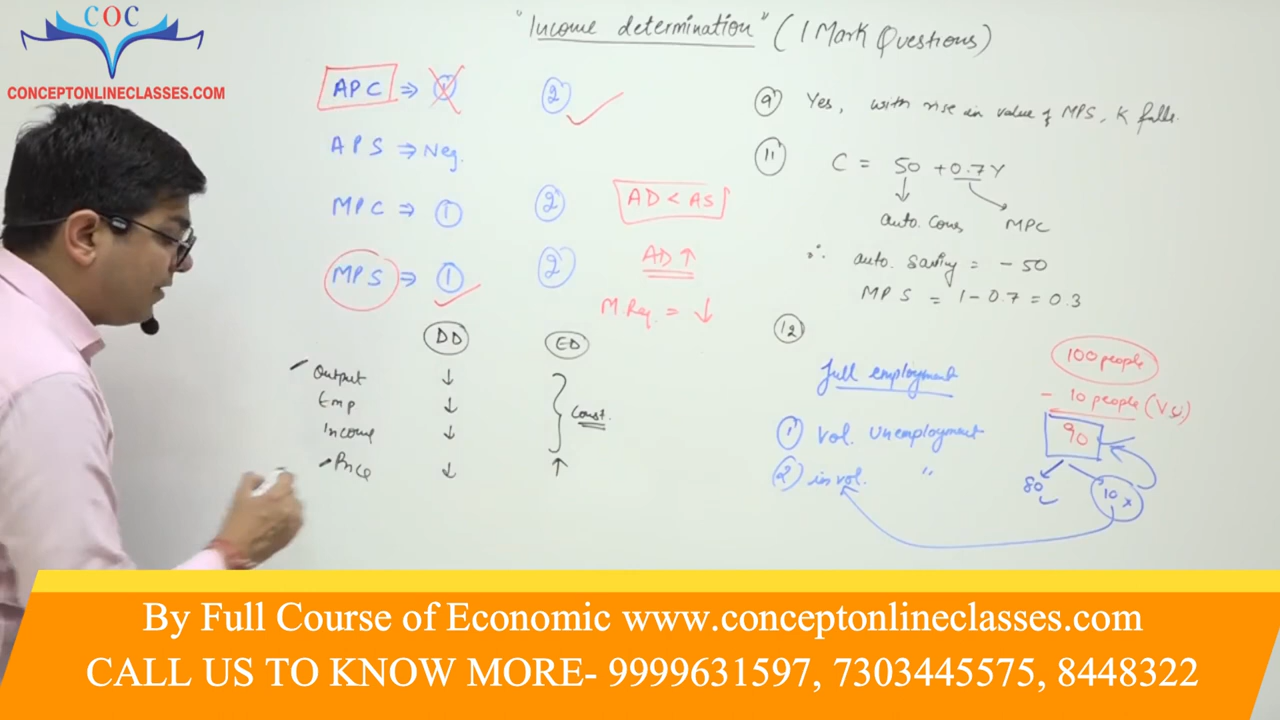 COC
CONCEPTONLINECLASSES.COM
"Income determination" (1 Mark Questions)
APC ⇒ 1 2
APS ⇒ Neg.
MPC ⇒ 1 2
MPS ⇒ 1 2
AD < AS
AD ↑
M Req. = ↓
DD ED
Output ↓
Emp ↓
Income ↓
Const.
Price ↓ ↑
9 Yes, with rise in value of MPS, K falls.
11 C = 50 + 0.7Y
auto. Cons. MPC
∴ auto. Saving = - 50
MPS = 1 - 0.7 = 0.3
12
full employment
1 Vol. Unemployment
2 invol. "
100 people
- 10 people (V.U.)
90
80
10 x
By Full Course of Economic www.conceptonlineclasses.com
CALL US TO KNOW MORE- 9999631597, 7303445575, 8448322